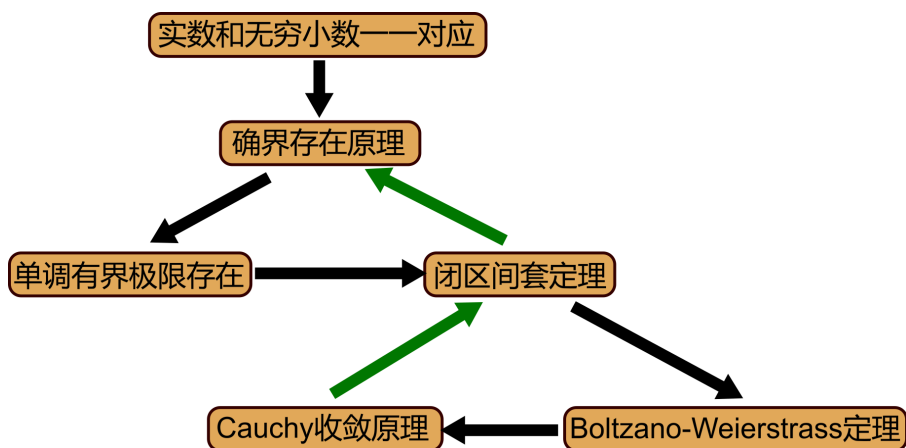 实数和无穷小数一一对应
确界存在原理
单调有界极限存在
闭区间套定理
Cauchy收敛原理
Boltzano-Weierstrass定理